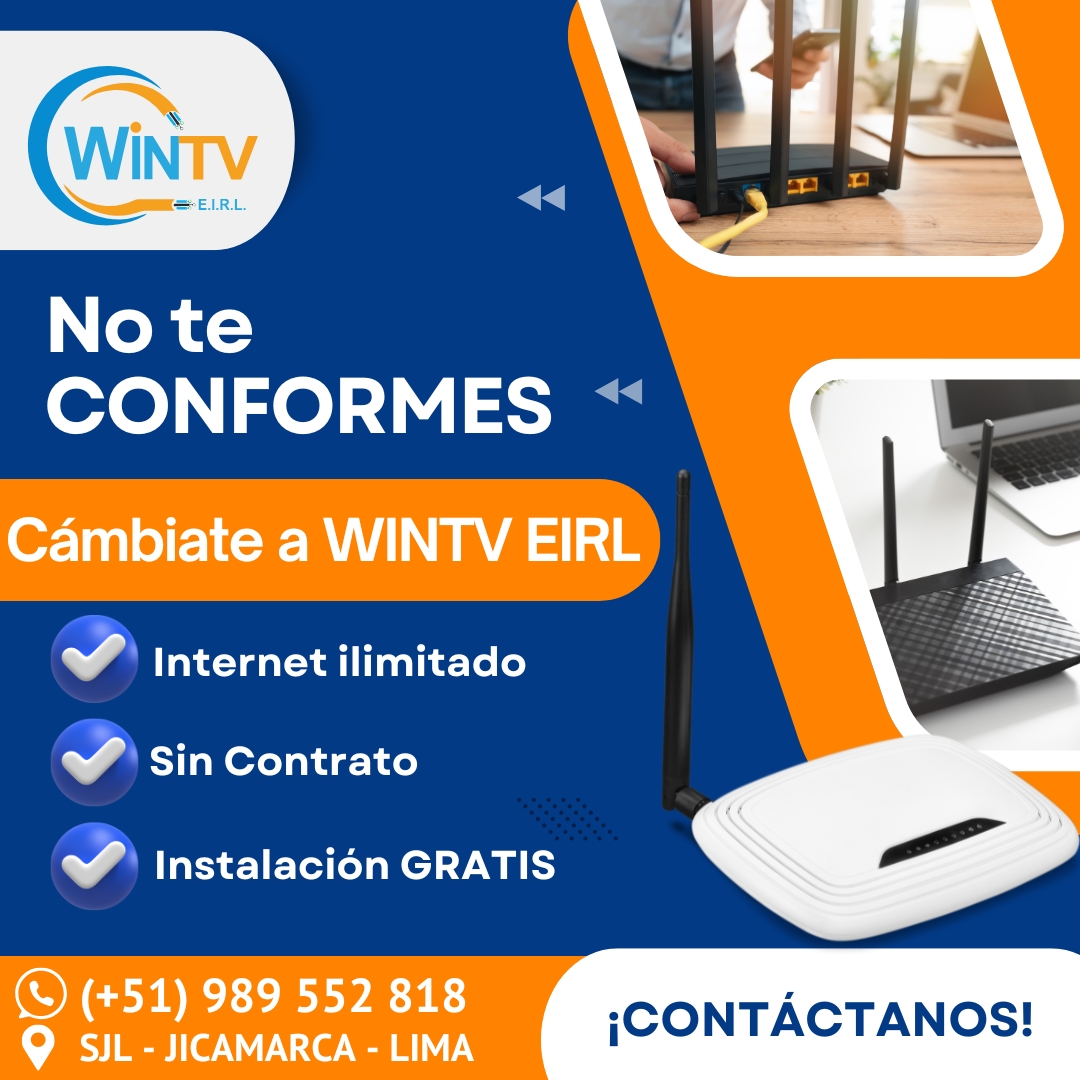 WiNTV
E.I.R.L.
No te
CONFORMES
Cámbiate a WINTV EIRL
Internet ilimitado
Sin Contrato
Instalación GRATIS
(+51) 989 552 818
SJL - JICAMARCA - LIMA
¡CONTÁCTANOS!